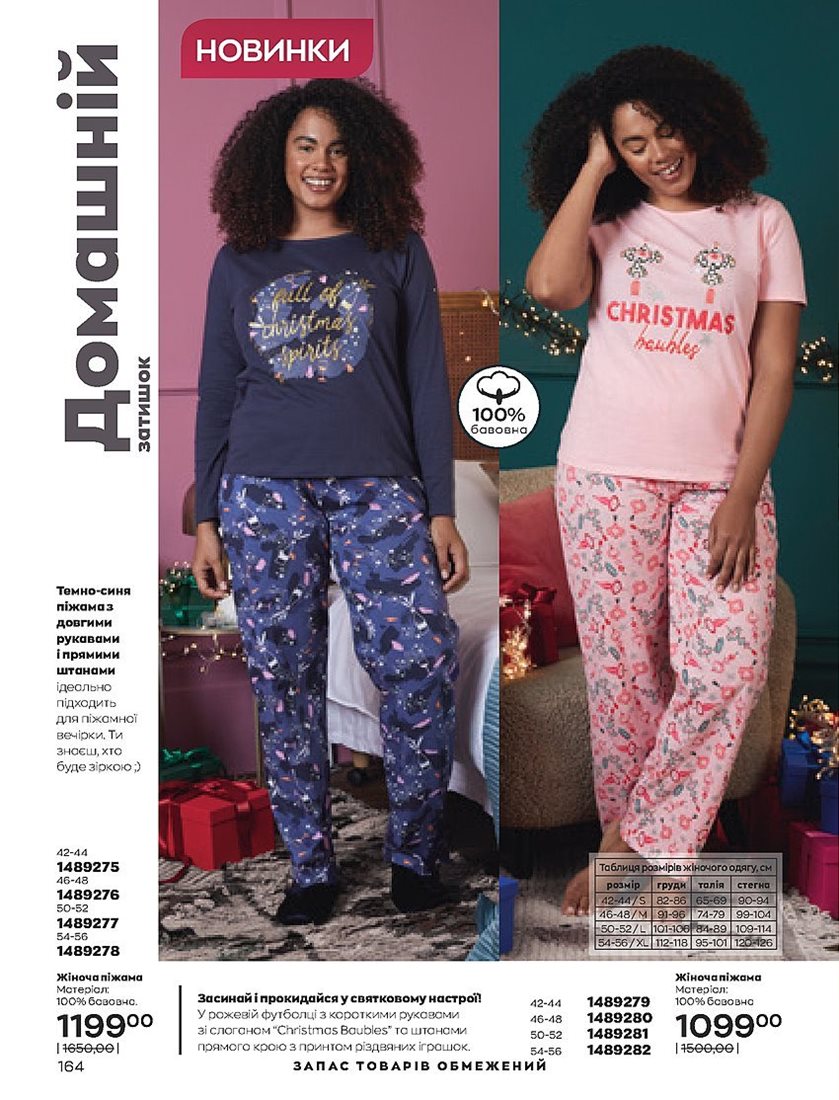 НОВИНКИ
Домашній
затишок
full of
christmas
spirits
CHRISTMAS
baubles
100%
бавовна
Темно-синя
піжама з
довгими
рукавами
і прямими
штанами
ідеально
підходить
для піжамної
вечірки. Ти
знаєш, хто
буде зіркою ;)
42-44
1489275
46-48
1489276
50-52
1489277
54-56
1489278
Таблиця розмірів жіночого одягу, см
розмір груди талія стегна
42-44 / S 82-86 65-69 90-94
46-48 / M 91-96 74-79 99-104
50-52 / L 101-106 84-89 109-114
54-56 / XL 112-118 95-101 120-126
Жіноча піжама
Матеріал:
100% бавовна.
1199⁰⁰
|1650,00|
Засинай і прокидайся у святковому настрої!
У рожевій футболці з короткими рукавами
зі слоганом "Christmas Baubles" та штанами
прямого крою з принтом різдвяних іграшок.
42-44 1489279
46-48 1489280
50-52 1489281
54-56 1489282
Жіноча піжама
Матеріал:
100% бавовна
1099⁰⁰
|1500,00|
164
ЗАПАС ТОВАРІВ ОБМЕЖЕНИЙ